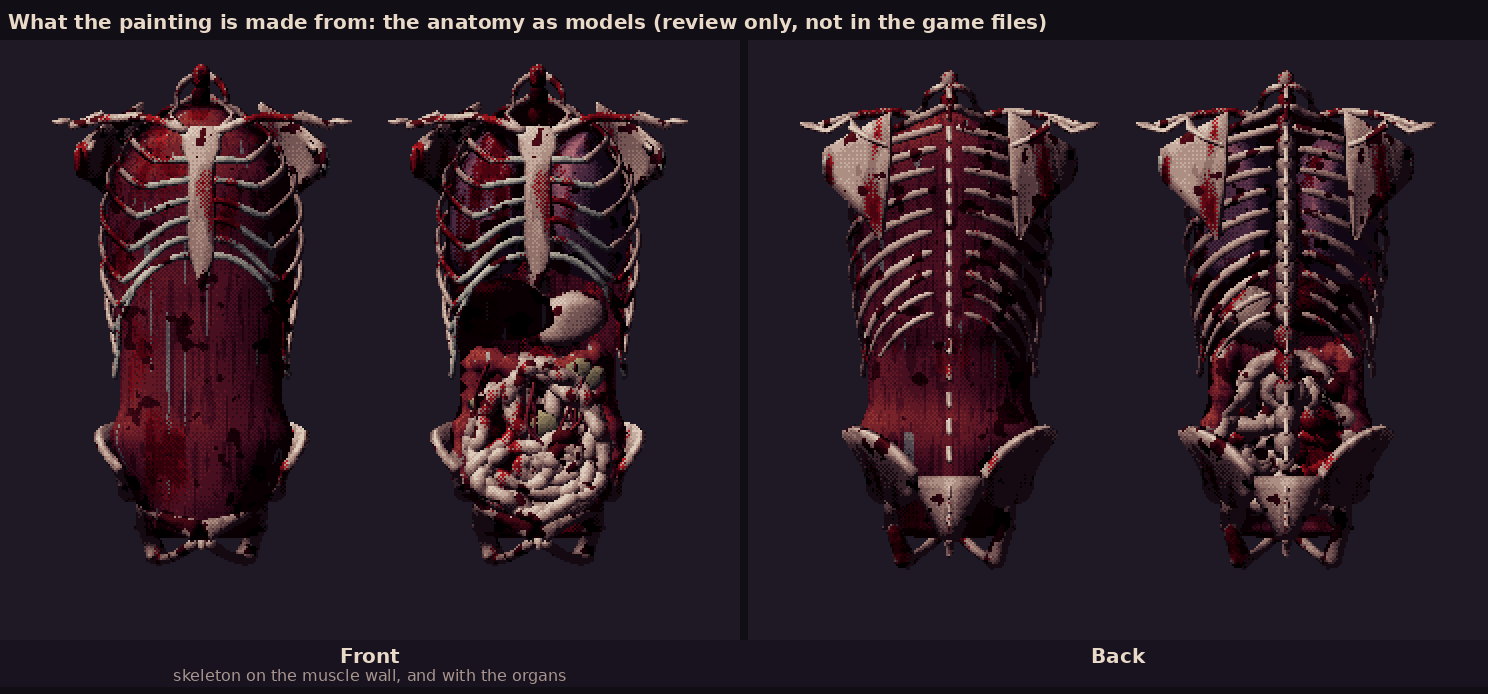 What the painting is made from: the anatomy as models (review only, not in the game files)
Front
skeleton on the muscle wall, and with the organs
Back